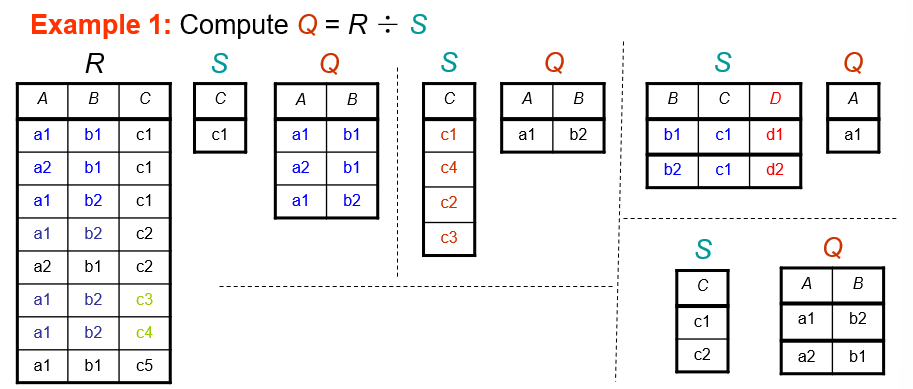 Example 1: Compute Q = R ÷ S
R
A B C
a1 b1 c1
a2 b1 c1
a1 b2 c1
a1 b2 c2
a2 b1 c2
a1 b2 c3
a1 b2 c4
a1 b1 c5
S
C
c1
Q
A B
a1 b1
a2 b1
a1 b2
S
C
c1
c4
c2
c3
Q
A B
a1 b2
S
B C D
b1 c1 d1
b2 c1 d2
Q
A
a1
S
C
c1
c2
Q
A B
a1 b2
a2 b1